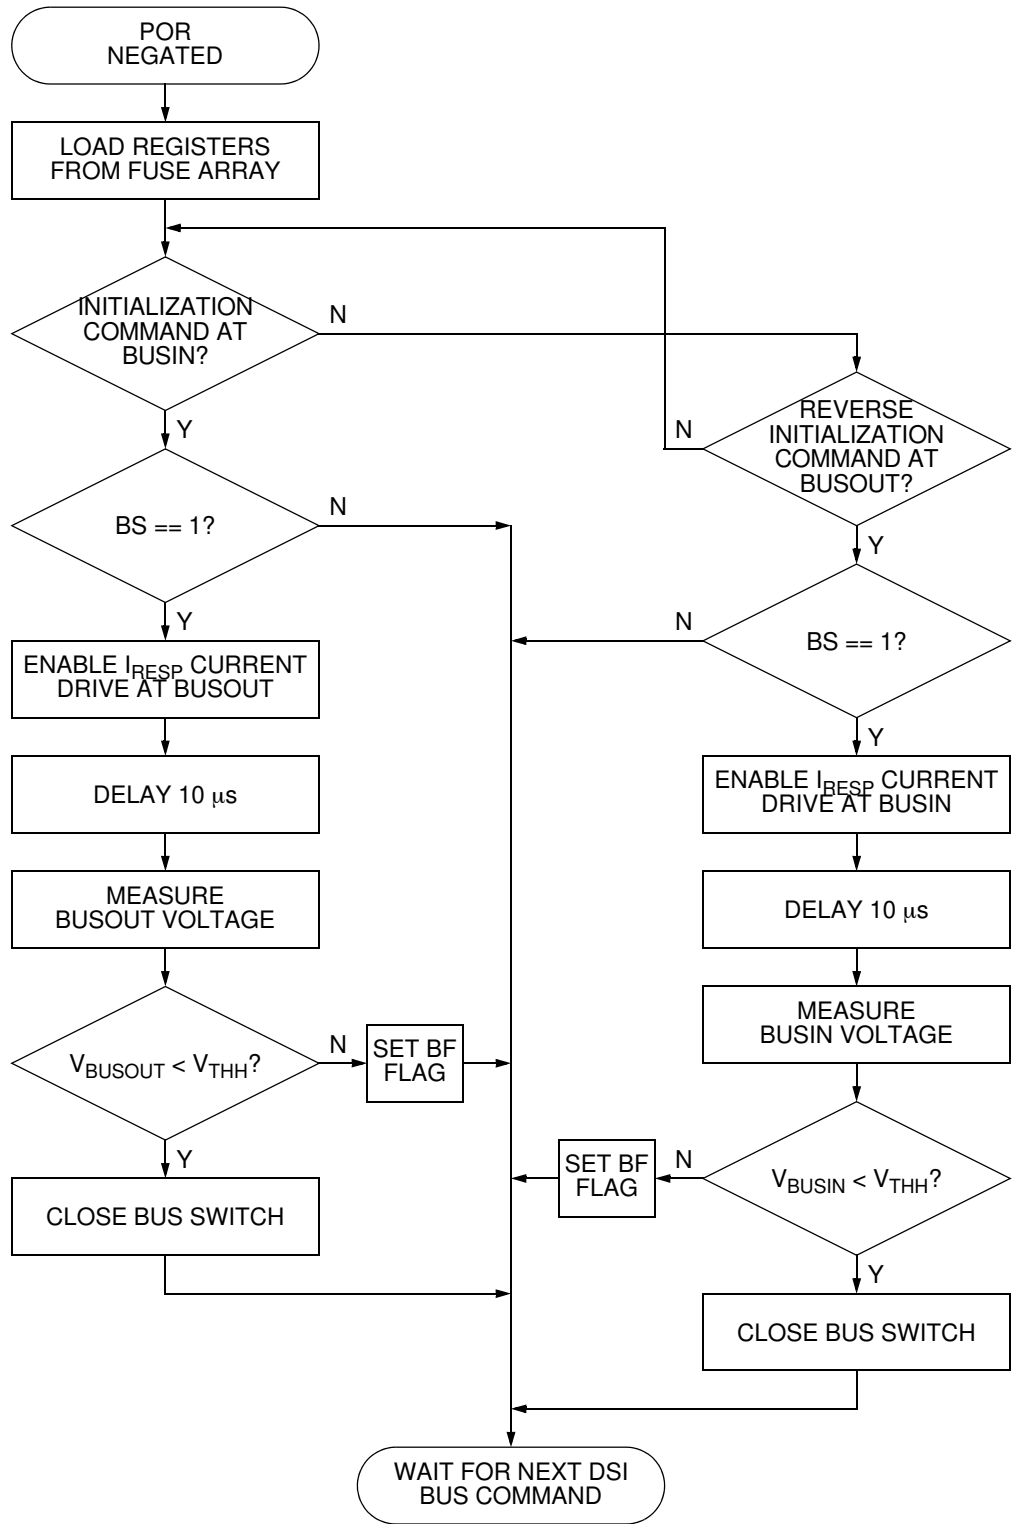 POR
NEGATED
LOAD REGISTERS
FROM FUSE ARRAY
INITIALIZATION
COMMAND AT
BUSIN?
N
Y
REVERSE
INITIALIZATION
COMMAND AT
BUSOUT?
N
Y
BS == 1?
N
Y
BS == 1?
N
Y
ENABLE IRESP CURRENT
DRIVE AT BUSOUT
DELAY 10 μs
MEASURE
BUSOUT VOLTAGE
VBUSOUT < VTHH?
N
SET BF
FLAG
Y
CLOSE BUS SWITCH
ENABLE IRESP CURRENT
DRIVE AT BUSIN
DELAY 10 μs
MEASURE
BUSIN VOLTAGE
VBUSIN < VTHH?
N
SET BF
FLAG
Y
CLOSE BUS SWITCH
WAIT FOR NEXT DSI
BUS COMMAND